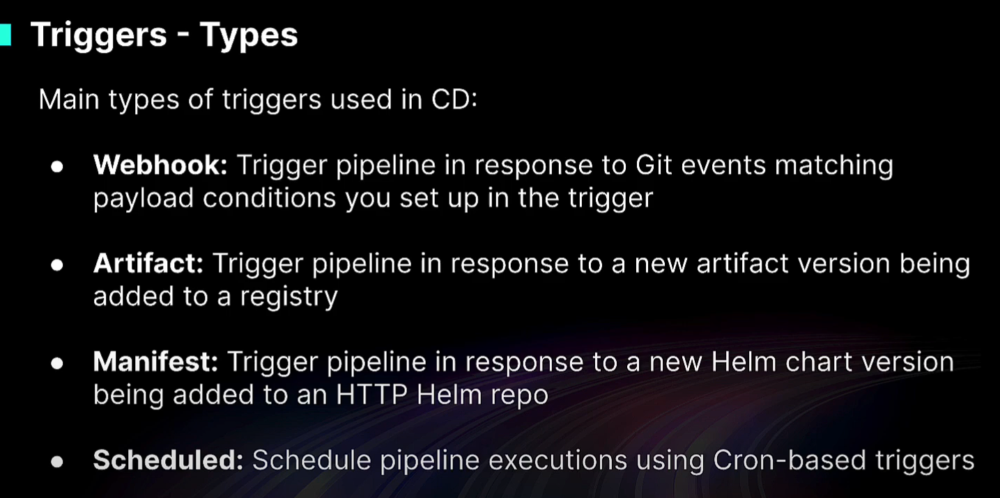 Triggers - Types
Main types of triggers used in CD:
● Webhook: Trigger pipeline in response to Git events matching
payload conditions you set up in the trigger
● Artifact: Trigger pipeline in response to a new artifact version being
added to a registry
● Manifest: Trigger pipeline in response to a new Helm chart version
being added to an HTTP Helm repo
● Scheduled: Schedule pipeline executions using Cron-based triggers